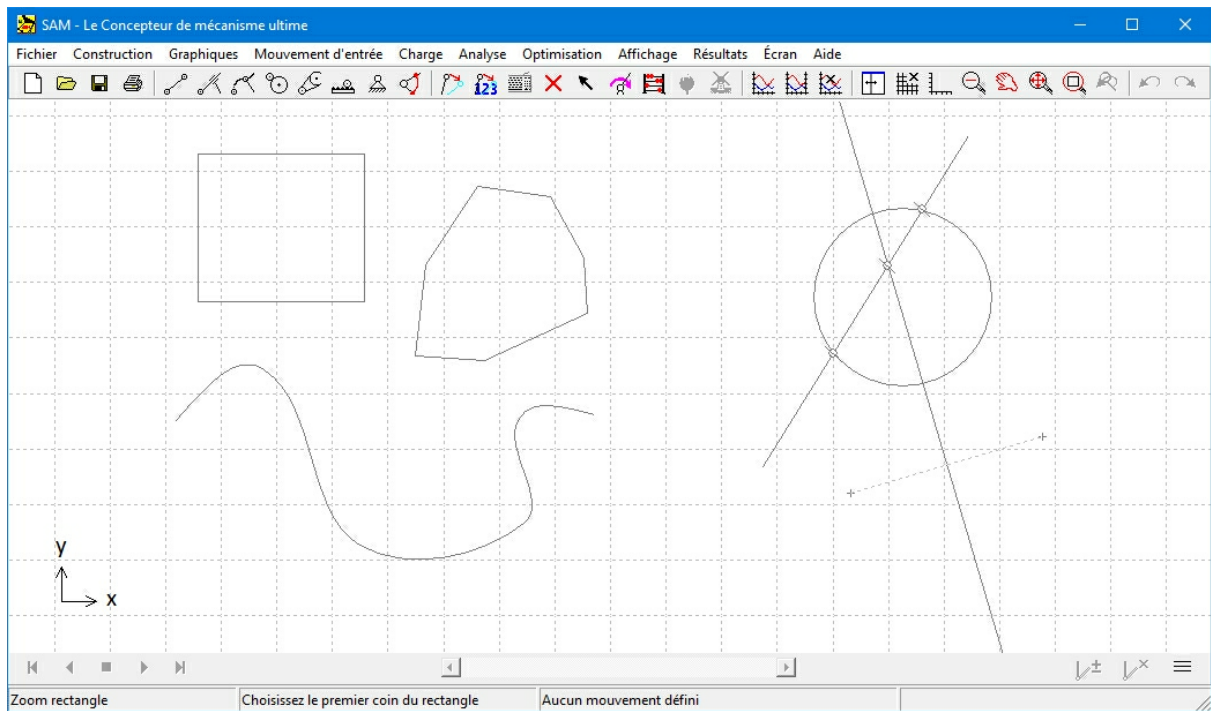 SAM - Le Concepteur de mécanisme ultime
Fichier Construction Graphiques Mouvement d'entrée Charge Analyse Optimisation Affichage Résultats Écran Aide
123
y
x
Zoom rectangle Choisissez le premier coin du rectangle Aucun mouvement défini